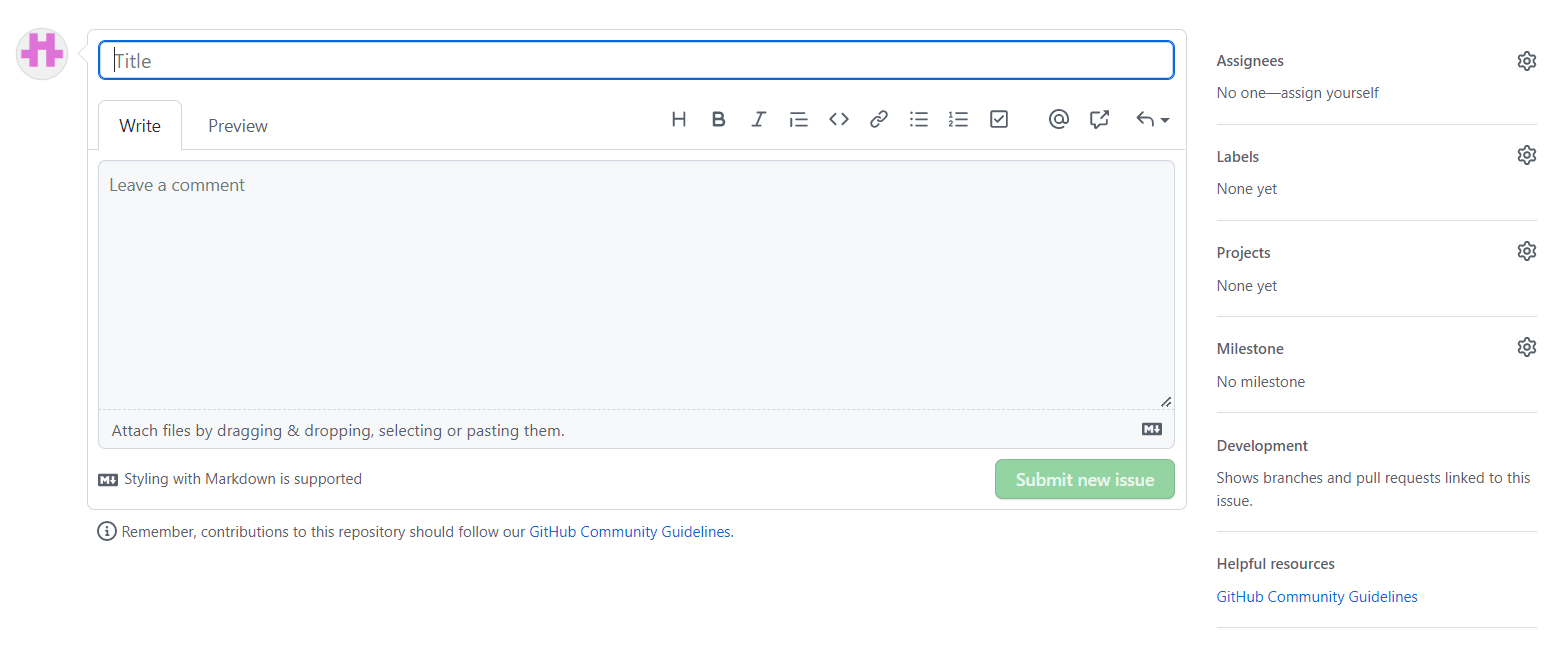 Title
Write
Preview
Leave a comment
Attach files by dragging & dropping, selecting or pasting them.
Styling with Markdown is supported
Submit new issue
Remember, contributions to this repository should follow our GitHub Community Guidelines.
Assignees
No one—assign yourself
Labels
None yet
Projects
None yet
Milestone
No milestone
Development
Shows branches and pull requests linked to this
issue.
Helpful resources
GitHub Community Guidelines